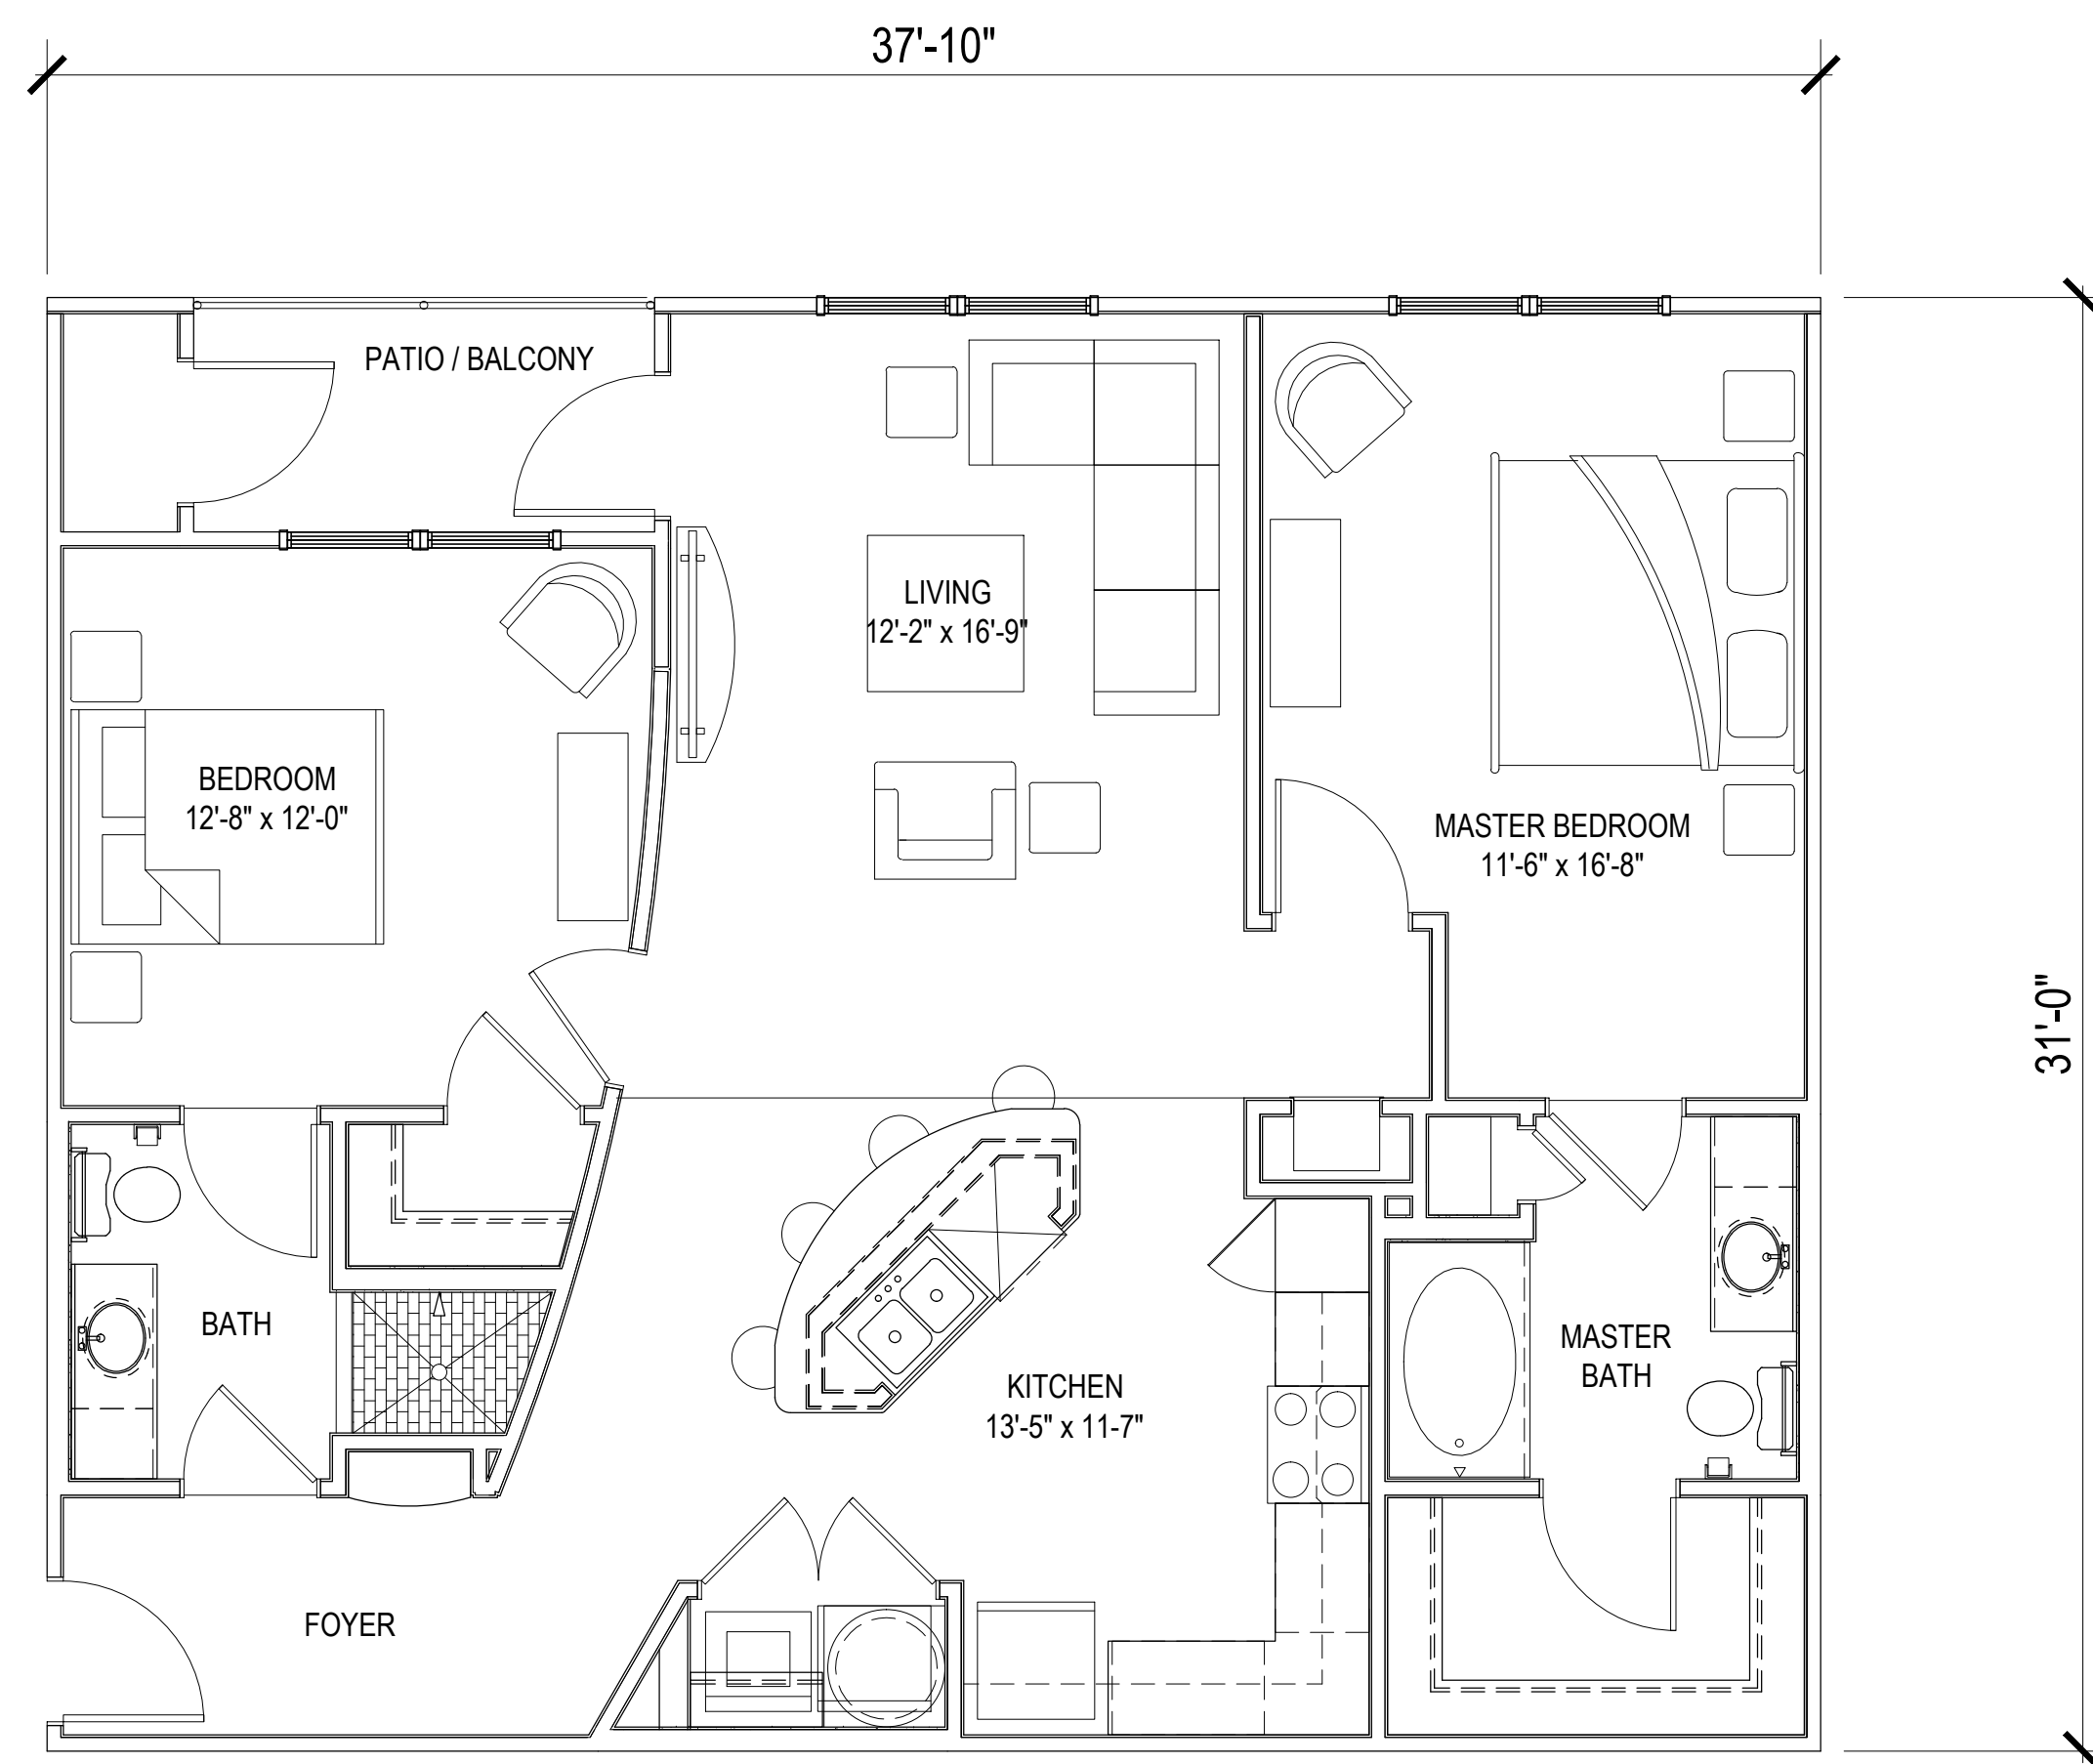 37'-10"
PATIO / BALCONY
LIVING
12'-2" x 16'-9"
BEDROOM
12'-8" x 12'-0"
MASTER BEDROOM
11'-6" x 16'-8"
31'-0"
BATH
MASTER
BATH
KITCHEN
13'-5" x 11-7"
FOYER